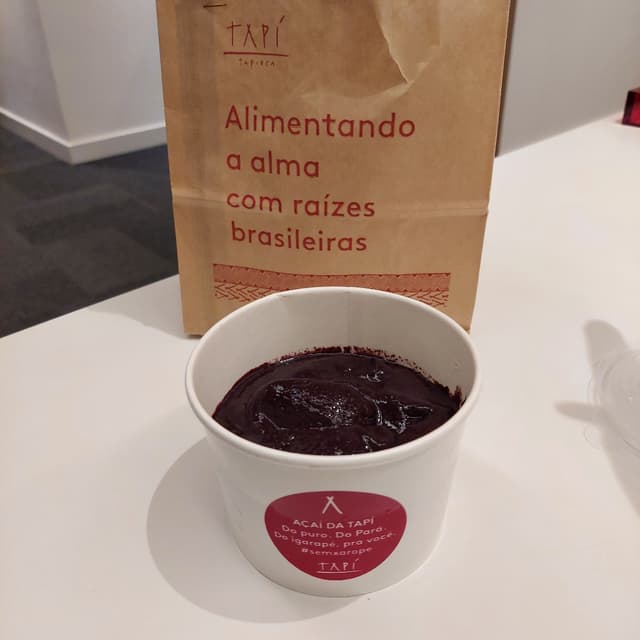 TAPÍ
TAPIOCA
Alimentando
a alma
com raízes
brasileiras
AÇAÍ DA TAPÍ
Do puro. Do Pará.
Do igarapé, pra você.
#semxarope
TAPÍ